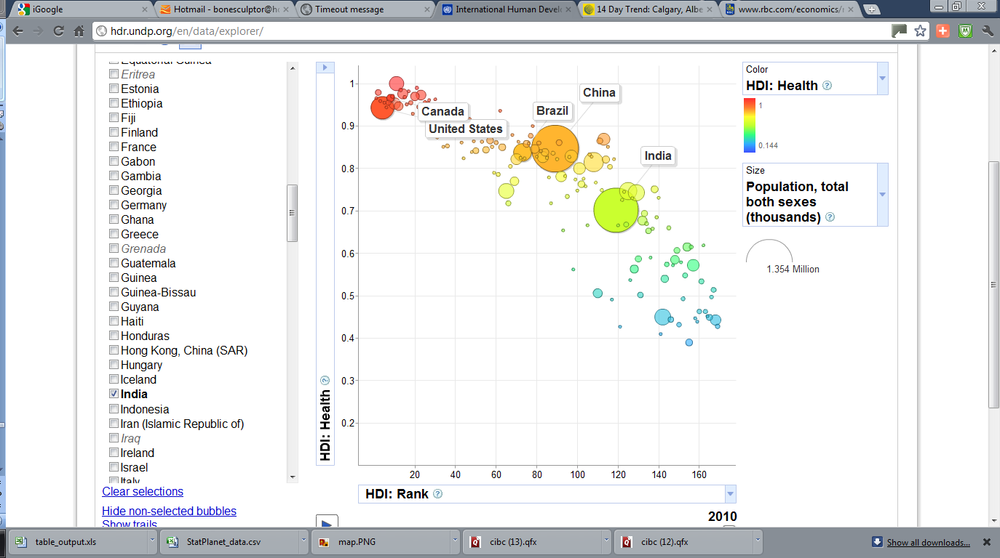 iGoogle
Hotmail - bonesculptor@h
Timeout message
International Human Devel
14 Day Trend: Calgary, Albe
www.rbc.com/economics/
hdr.undp.org/en/data/explorer/
Equatorial Guinea
Eritrea
Estonia
Ethiopia
Fiji
Finland
France
Gabon
Gambia
Georgia
Germany
Ghana
Greece
Grenada
Guatemala
Guinea
Guinea-Bissau
Guyana
Haiti
Honduras
Hong Kong, China (SAR)
Hungary
Iceland
India
Indonesia
Iran (Islamic Republic of)
Iraq
Ireland
Israel
Italy
Clear selections
Hide non-selected bubbles
Show trails
HDI: Health ?
1
0.9
0.8
0.7
0.6
0.5
0.4
0.3
0.2
Canada
United States
Brazil
China
India
20 40 60 80 100 120 140 160
HDI: Rank ?
2010
Color
HDI: Health ?
1
0.144
Size
Population, total
both sexes
(thousands) ?
1.354 Million
table_output.xls
StatPlanet_data.csv
map.PNG
cibc (13).qfx
cibc (12).qfx
Show all downloads...